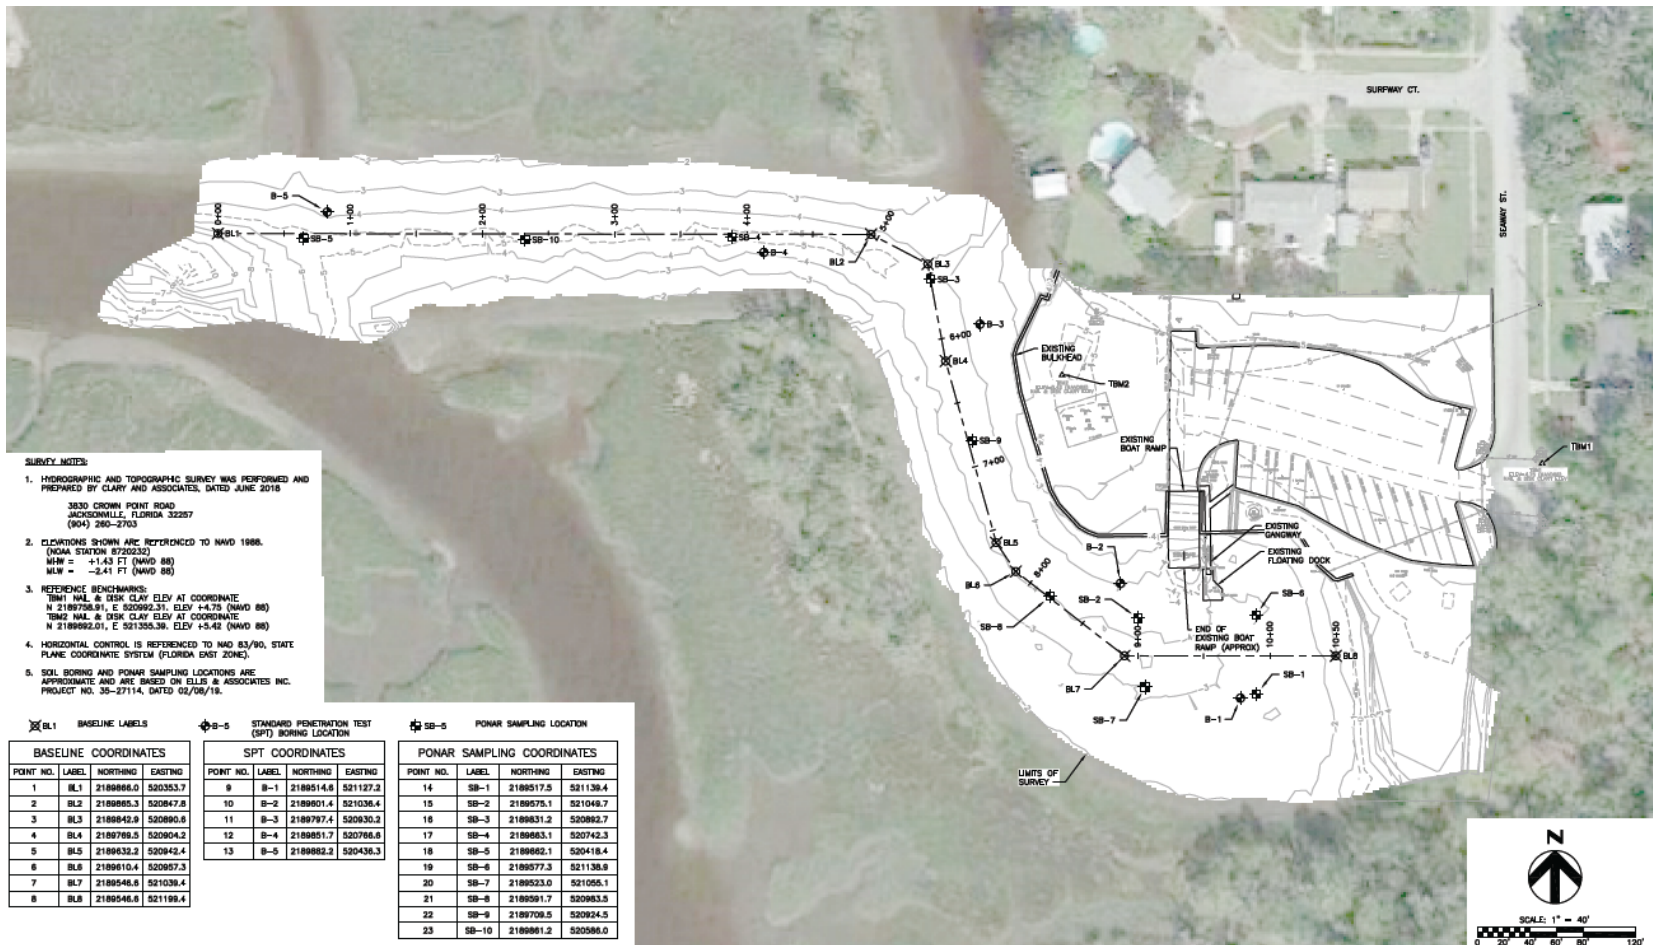 SURFWAY CT.
SEAWAY ST.
B-5
0+00
1+00
2+00
3+00
4+00
5+00
BL1
SB-5
SB-10
SB-4
B-4
BL2
BL3
SB-3
B-3
6+00
BL4
EXISTING
BULKHEAD
TBM2
TBM1
EXISTING
BOAT RAMP
SB-9
7+00
BL5
BL6
8+00
SB-8
B-2
SB-2
9+00
EXISTING
GANGWAY
EXISTING
FLOATING DOCK
SB-6
END OF
EXISTING BOAT
RAMP (APPROX)
10+00
10+50
BL8
BL7
SB-7
SB-1
B-1
LIMITS OF
SURVEY
SURVEY NOTES:
1. HYDROGRAPHIC AND TOPOGRAPHIC SURVEY WAS PERFORMED AND
PREPARED BY CLARY AND ASSOCIATES, DATED JUNE 2018
3830 CROWN POINT ROAD
JACKSONVILLE, FLORIDA 32257
(904) 260-2703
2. ELEVATIONS SHOWN ARE REFERENCED TO NAVD 1988.
(NOAA STATION 8720232)
MHW = +1.43 FT (NAVD 88)
MLW = -2.41 FT (NAVD 88)
3. REFERENCE BENCHMARKS:
TBM1 NAIL & DISK CLAY ELEV AT COORDINATE
N 2189758.91, E 520992.31. ELEV +4.75 (NAVD 88)
TBM2 NAIL & DISK CLAY ELEV AT COORDINATE
N 2189692.01, E 521355.39. ELEV +5.42 (NAVD 88)
4. HORIZONTAL CONTROL IS REFERENCED TO NAD 83/90, STATE
PLANE COORDINATE SYSTEM (FLORIDA EAST ZONE).
5. SOIL BORING AND PONAR SAMPLING LOCATIONS ARE
APPROXIMATE AND ARE BASED ON ELLIS & ASSOCIATES INC.
PROJECT NO. 35-27114, DATED 02/08/19.
BL1 BASELINE LABELS
B-5 STANDARD PENETRATION TEST
(SPT) BORING LOCATION
SB-5 PONAR SAMPLING LOCATION
BASELINE COORDINATES
POINT NO. LABEL NORTHING EASTING
1 BL1 2189866.0 520353.7
2 BL2 2189865.3 520847.8
3 BL3 2189842.9 520890.6
4 BL4 2189769.5 520904.2
5 BL5 2189632.2 520942.4
6 BL6 2189610.4 520957.3
7 BL7 2189546.6 521039.4
8 BL8 2189546.6 521199.4
SPT COORDINATES
POINT NO. LABEL NORTHING EASTING
9 B-1 2189514.6 521127.2
10 B-2 2189601.4 521036.4
11 B-3 2189797.4 520930.2
12 B-4 2189851.7 520766.6
13 B-5 2189882.2 520436.3
PONAR SAMPLING COORDINATES
POINT NO. LABEL NORTHING EASTING
14 SB-1 2189517.5 521139.4
15 SB-2 2189575.1 521049.7
16 SB-3 2189831.2 520892.7
17 SB-4 2189863.1 520742.3
18 SB-5 2189862.1 520418.4
19 SB-6 2189577.3 521138.9
20 SB-7 2189523.0 521055.1
21 SB-8 2189591.7 520983.5
22 SB-9 2189709.5 520924.5
23 SB-10 2189861.2 520586.0
N
SCALE: 1" = 40'
0 20' 40' 60' 80' 120'